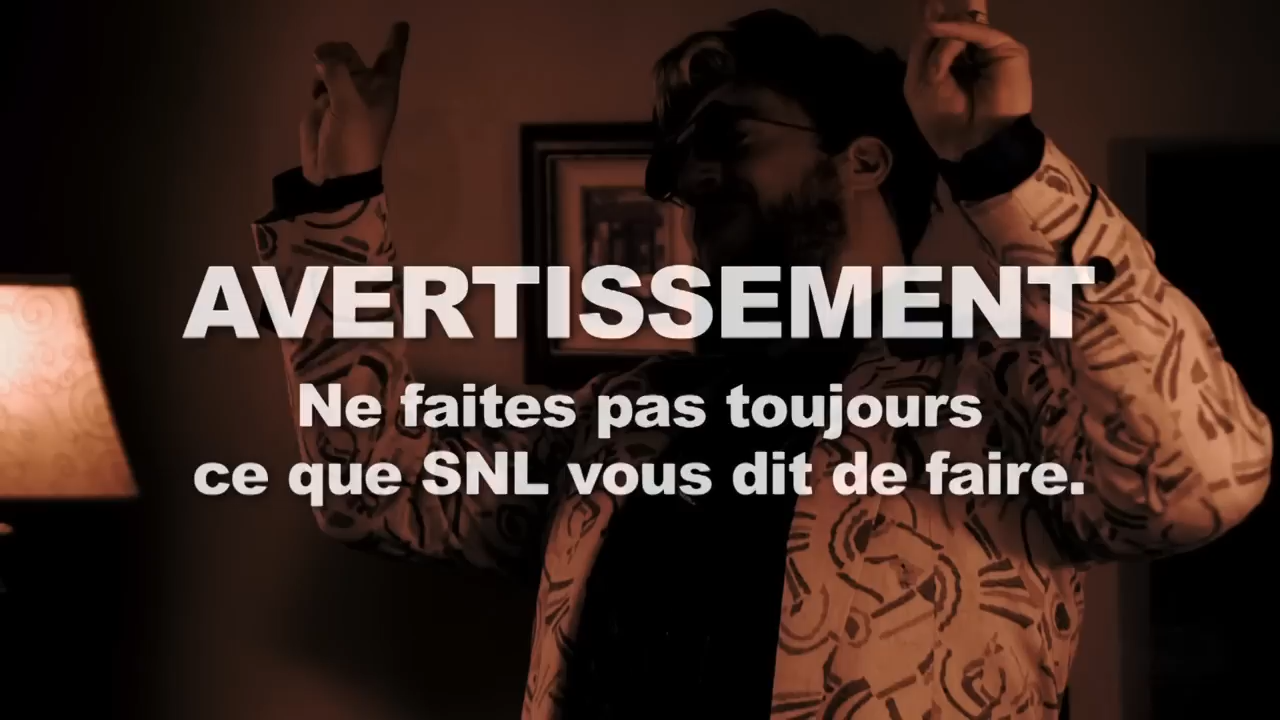 AVERTISSEMENT
Ne faites pas toujours
ce que SNL vous dit de faire.